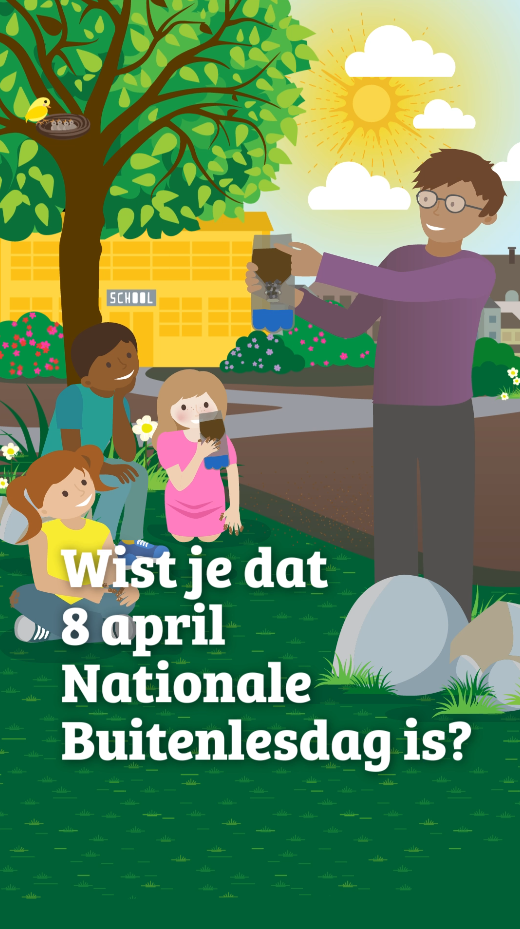 SCHOOL
Wist je dat
8 april
Nationale
Buitenlesdag is?